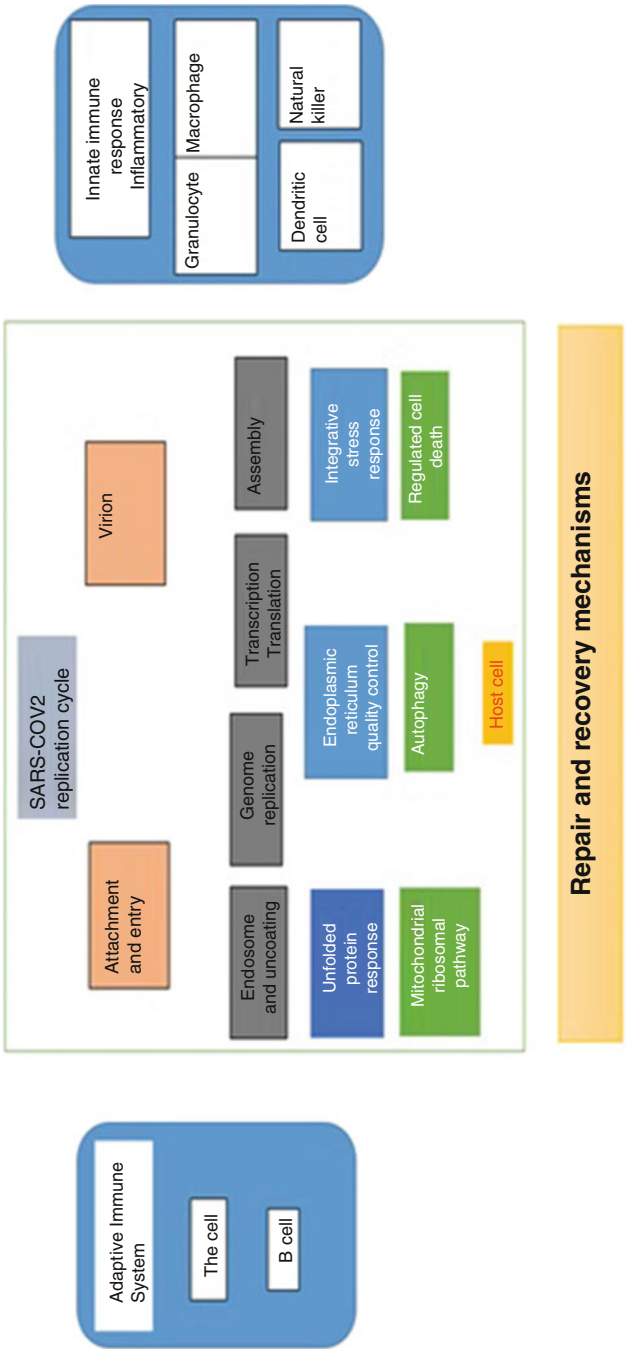 Adaptive Immune
System
The cell
B cell
SARS-COV2
replication cycle
Attachment
and entry
Virion
Endosome
and uncoating
Genome
replication
Transcription
Translation
Assembly
Unfolded
protein
response
Endoplasmic
reticulum
quality control
Integrative
stress
response
Mitochondrial
ribosomal
pathway
Autophagy
Regulated cell
death
Host cell
Innate immune
response
Inflammatory
Granulocyte
Macrophage
Dendritic
cell
Natural
killer
Repair and recovery mechanisms